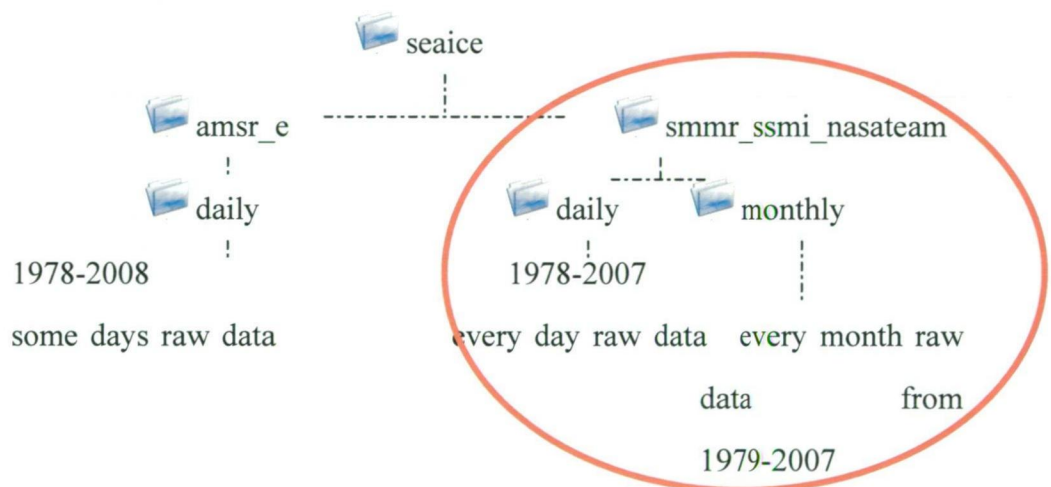 seaice
amsr_e smmr_ssmi_nasateam
daily daily monthly
1978-2008 1978-2007
some days raw data every day raw data every month raw
data from
1979-2007